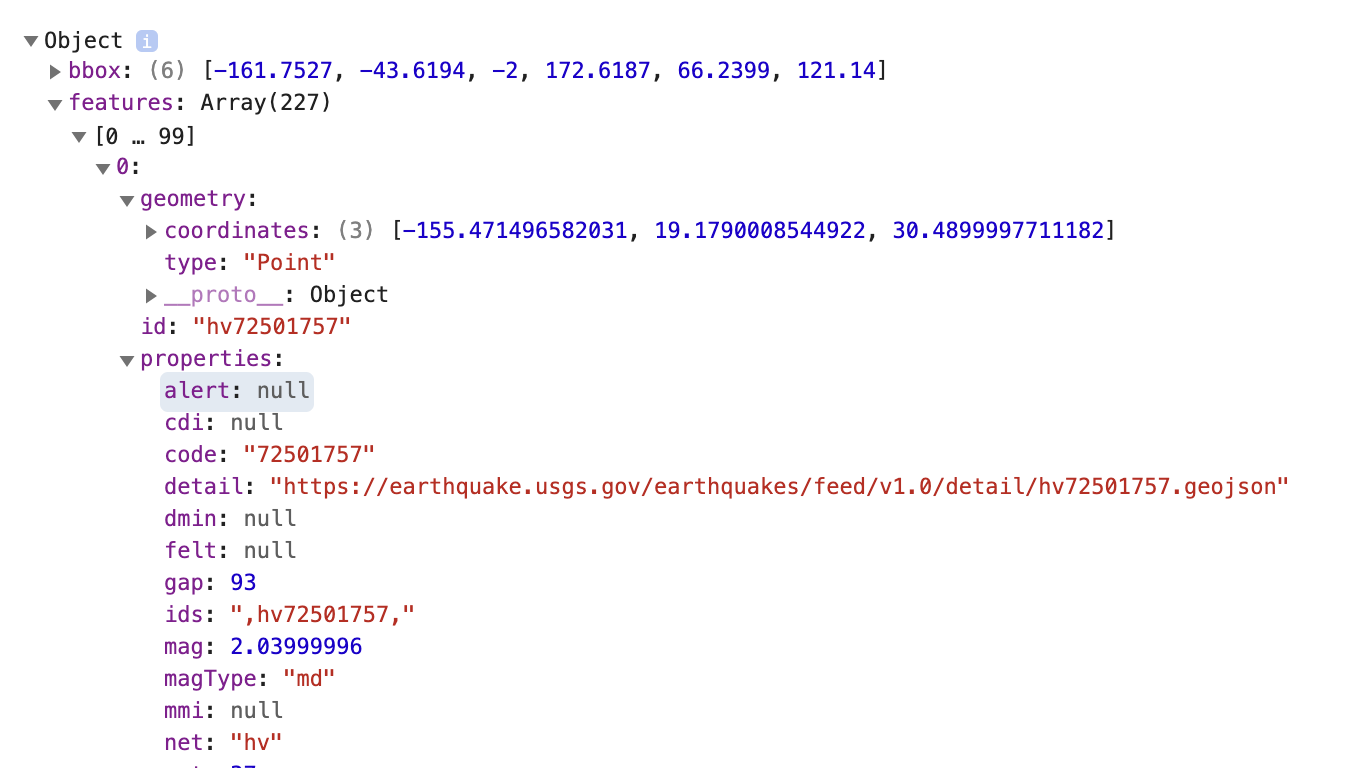 Object i
bbox: (6) [-161.7527, -43.6194, -2, 172.6187, 66.2399, 121.14]
features: Array(227)
[0 … 99]
0:
geometry:
coordinates: (3) [-155.471496582031, 19.1790008544922, 30.4899997711182]
type: "Point"
__proto__: Object
id: "hv72501757"
properties:
alert: null
cdi: null
code: "72501757"
detail: "https://earthquake.usgs.gov/earthquakes/feed/v1.0/detail/hv72501757.geojson"
dmin: null
felt: null
gap: 93
ids: ",hv72501757,"
mag: 2.03999996
magType: "md"
mmi: null
net: "hv"